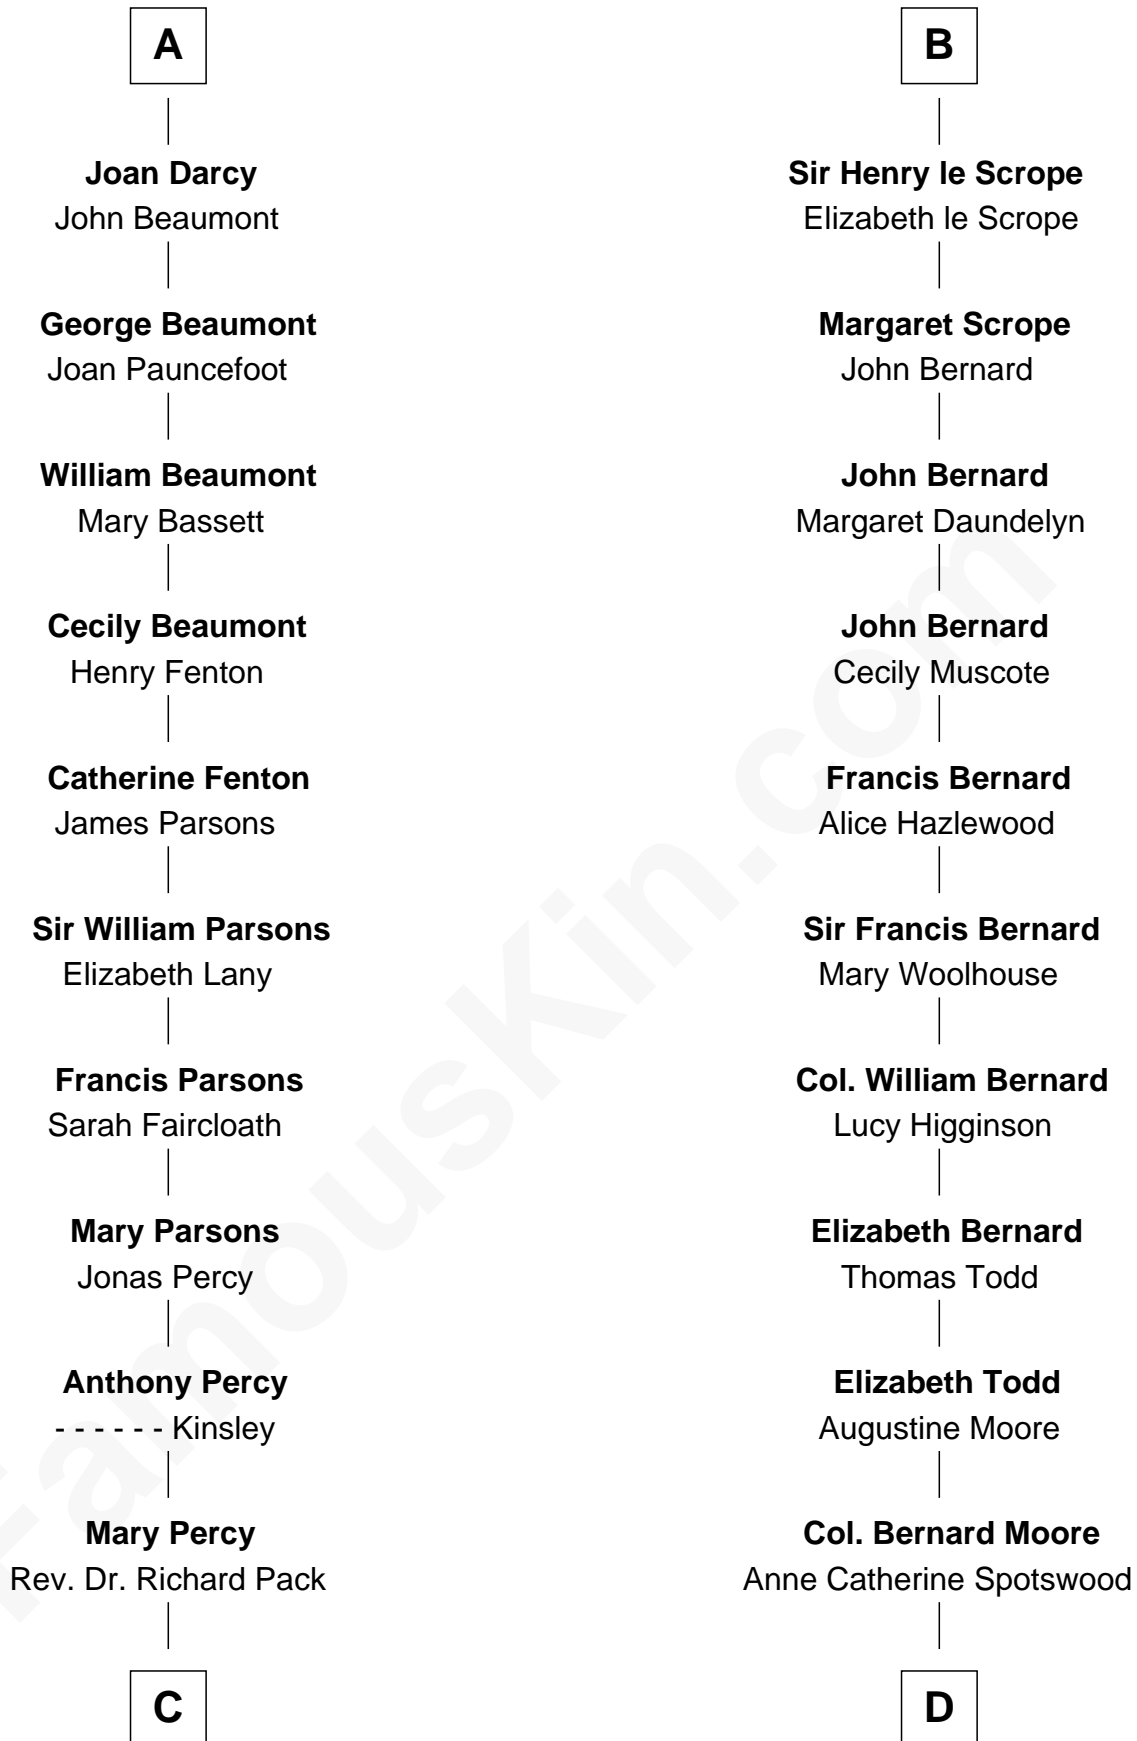 A
Joan Darcy
John Beaumont
George Beaumont
Joan Pauncefoot
William Beaumont
Mary Bassett
Cecily Beaumont
Henry Fenton
Catherine Fenton
James Parsons
Sir William Parsons
Elizabeth Lany
Francis Parsons
Sarah Faircloath
Mary Parsons
Jonas Percy
Anthony Percy
- - - - - - Kinsley
Mary Percy
Rev. Dr. Richard Pack
C
B
Sir Henry le Scrope
Elizabeth le Scrope
Margaret Scrope
John Bernard
John Bernard
Margaret Daundelyn
John Bernard
Cecily Muscote
Francis Bernard
Alice Hazlewood
Sir Francis Bernard
Mary Woolhouse
Col. William Bernard
Lucy Higginson
Elizabeth Bernard
Thomas Todd
Elizabeth Todd
Augustine Moore
Col. Bernard Moore
Anne Catherine Spotswood
D
FamousKin.com